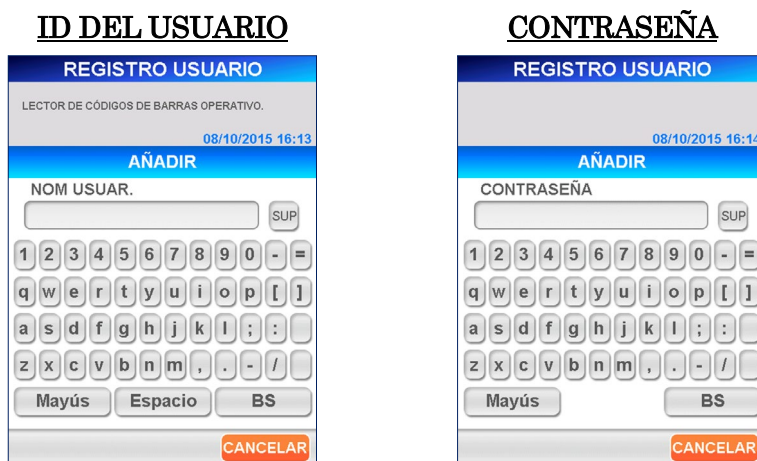 ID DEL USUARIO
REGISTRO USUARIO
LECTOR DE CÓDIGOS DE BARRAS OPERATIVO.
08/10/2015 16:13
AÑADIR
NOM USUAR.
SUP
1 2 3 4 5 6 7 8 9 0 - =
q w e r t y u i o p [ ]
a s d f g h j k l ; :
z x c v b n m , . - /
Mayús Espacio BS
CANCELAR
CONTRASEÑA
REGISTRO USUARIO
08/10/2015 16:14
AÑADIR
CONTRASEÑA
SUP
1 2 3 4 5 6 7 8 9 0 - =
q w e r t y u i o p [ ]
a s d f g h j k l ; :
z x c v b n m , . - /
Mayús BS
CANCELAR